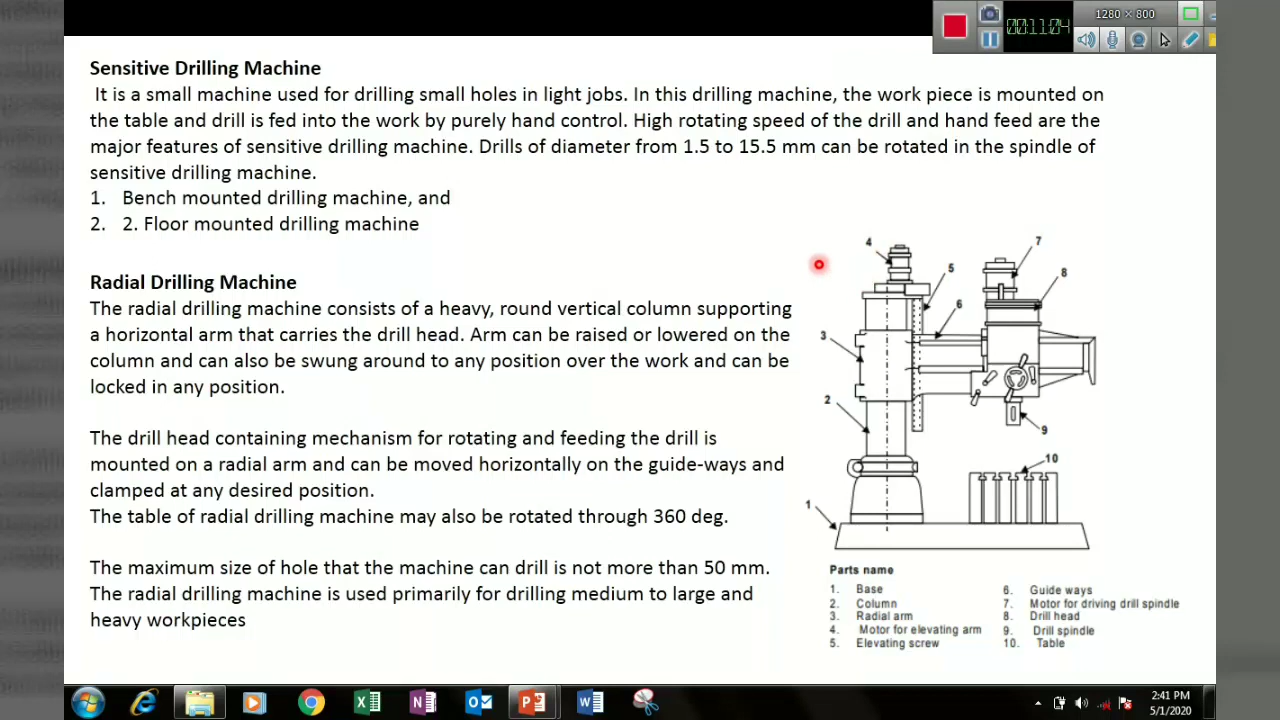 1280 × 800
00:11:04
Sensitive Drilling Machine
It is a small machine used for drilling small holes in light jobs. In this drilling machine, the work piece is mounted on
the table and drill is fed into the work by purely hand control. High rotating speed of the drill and hand feed are the
major features of sensitive drilling machine. Drills of diameter from 1.5 to 15.5 mm can be rotated in the spindle of
sensitive drilling machine.
1. Bench mounted drilling machine, and
2. 2. Floor mounted drilling machine
Radial Drilling Machine
The radial drilling machine consists of a heavy, round vertical column supporting
a horizontal arm that carries the drill head. Arm can be raised or lowered on the
column and can also be swung around to any position over the work and can be
locked in any position.
The drill head containing mechanism for rotating and feeding the drill is
mounted on a radial arm and can be moved horizontally on the guide-ways and
clamped at any desired position.
The table of radial drilling machine may also be rotated through 360 deg.
The maximum size of hole that the machine can drill is not more than 50 mm.
The radial drilling machine is used primarily for drilling medium to large and
heavy workpieces
4
7
5
8
6
3
2
9
10
1
Parts name
1. Base
2. Column
3. Radial arm
4. Motor for elevating arm
5. Elevating screw
6. Guide ways
7. Motor for driving drill spindle
8. Drill head
9. Drill spindle
10. Table
2:41 PM
5/1/2020